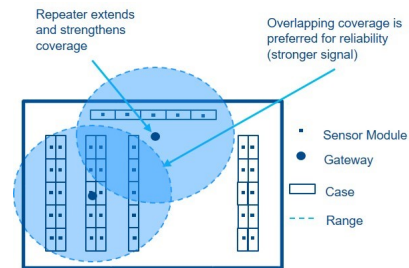 Repeater extends
and strengthens
coverage
Overlapping coverage is
preferred for reliability
(stronger signal)
Sensor Module
Gateway
Case
Range